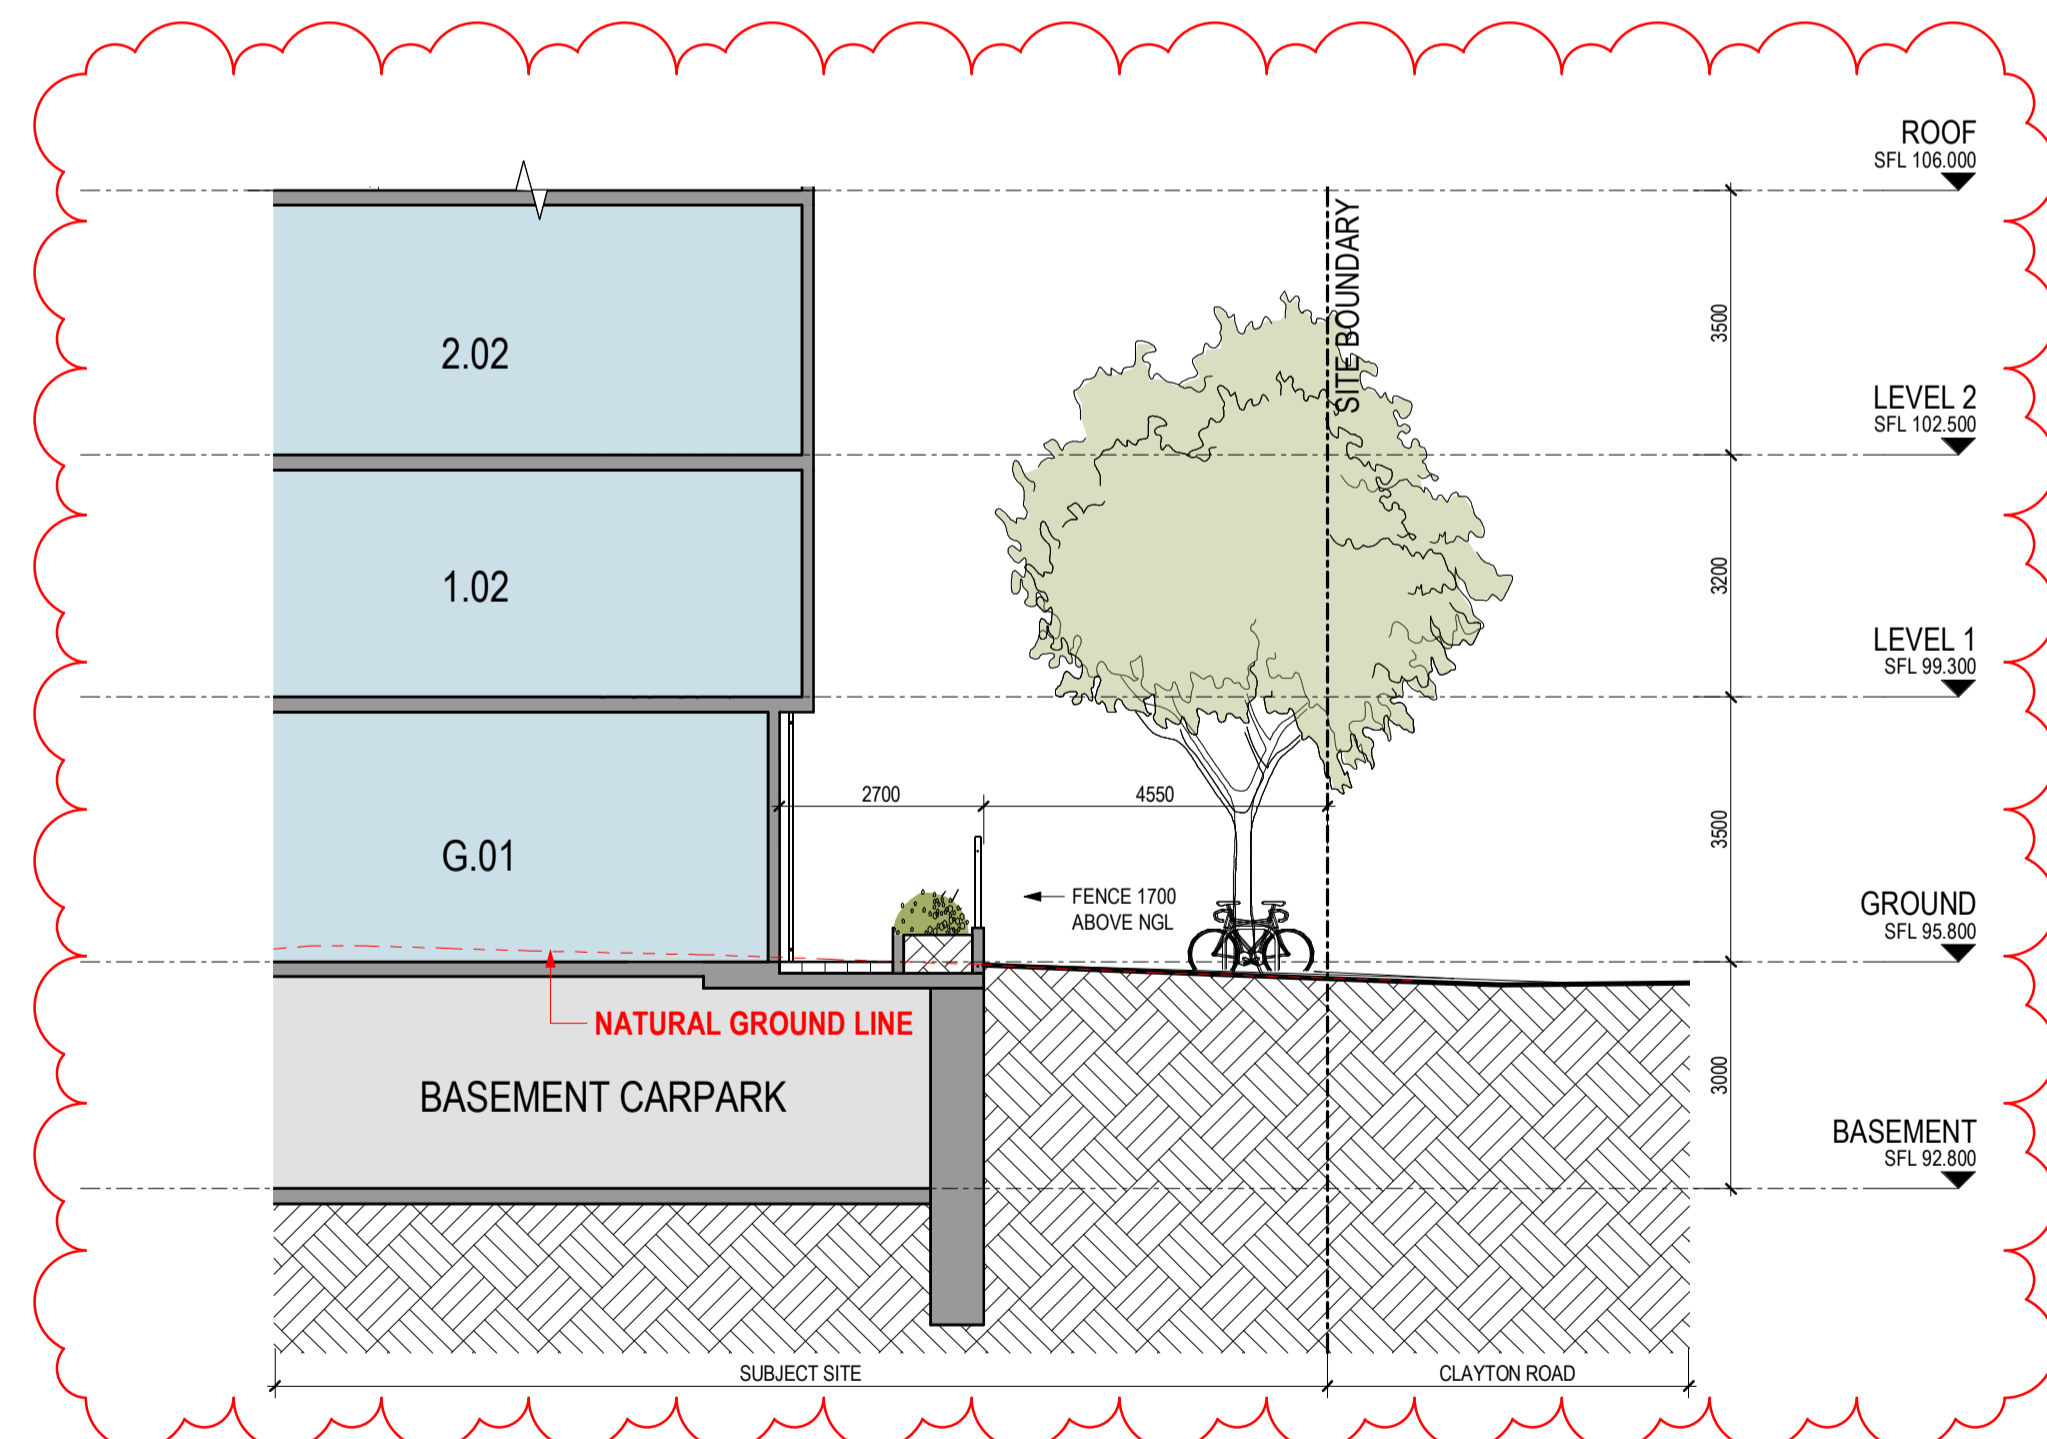 ROOF
SFL 106.000
SITE BOUNDARY
3500
2.02
LEVEL 2
SFL 102.500
3200
1.02
LEVEL 1
SFL 99.300
2700
4550
3500
G.01
FENCE 1700
ABOVE NGL
GROUND
SFL 95.800
NATURAL GROUND LINE
3000
BASEMENT CARPARK
BASEMENT
SFL 92.800
SUBJECT SITE
CLAYTON ROAD